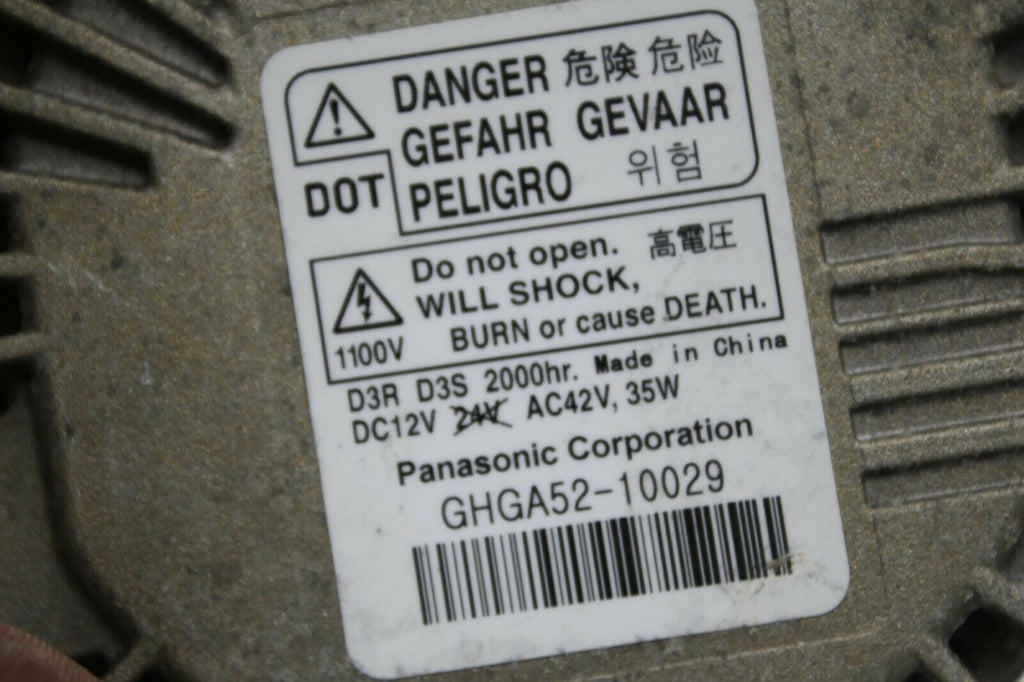 DANGER 危険 危险
GEFAHR GEVAAR
PELIGRO 위험
DOT
Do not open. 高電圧
WILL SHOCK,
BURN or cause DEATH.
1100V
D3R D3S 2000hr. Made in China
DC12V 24V AC42V, 35W
Panasonic Corporation
GHGA52-10029